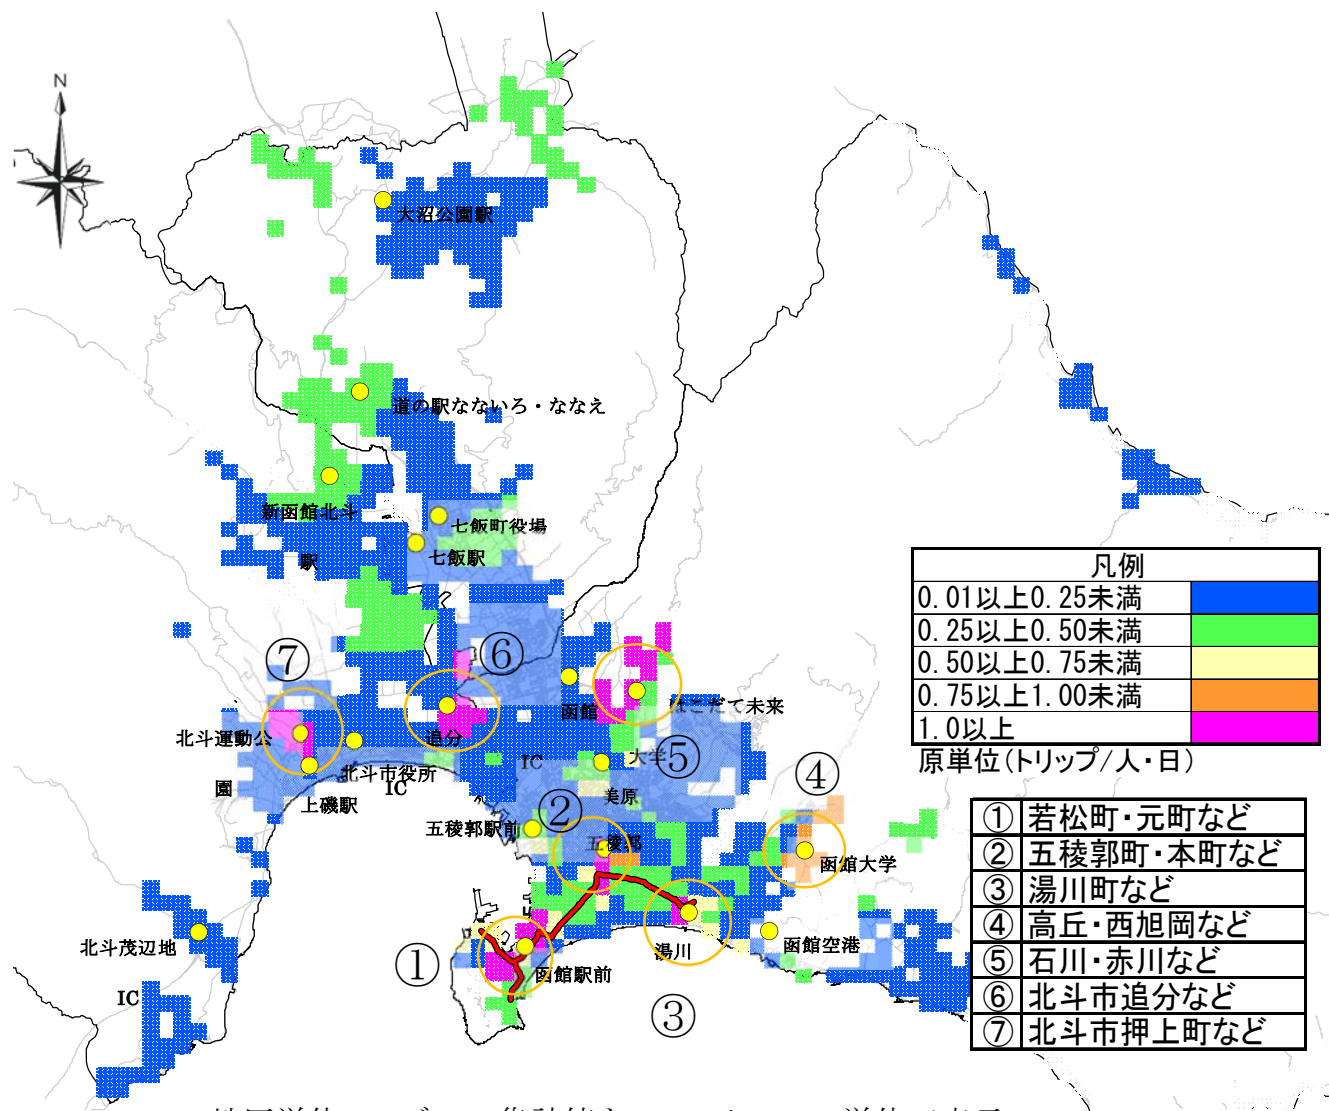 N
大沼公園駅
道の駅なないろ・ななえ
新函館北斗
駅
七飯町役場
七飯駅
凡例
0.01以上0.25未満
0.25以上0.50未満
0.50以上0.75未満
0.75以上1.00未満
1.0以上
原単位(トリップ/人・日)
⑦
⑥
函館
はこだて未来
大学
⑤
北斗運動公
園
追分
IC
北斗市役所
IC
上磯駅
美原
④
②
五稜郭駅前
五稜郭
函館大学
① 若松町・元町など
② 五稜郭町・本町など
③ 湯川町など
④ 高丘・西旭岡など
⑤ 石川・赤川など
⑥ 北斗市追分など
⑦ 北斗市押上町など
北斗茂辺地
IC
①
函館駅前
湯川
函館空港
③